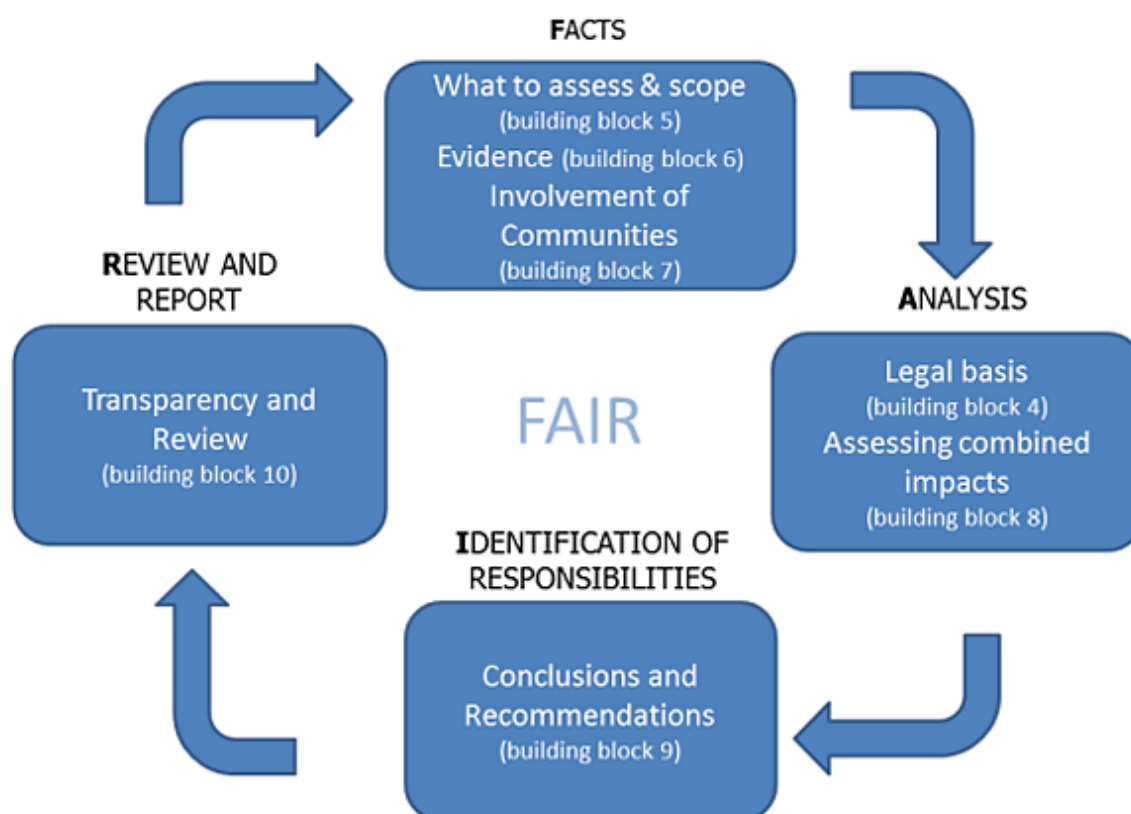 FACTS
What to assess & scope
(building block 5)
Evidence (building block 6)
Involvement of
Communities
(building block 7)
ANALYSIS
Legal basis
(building block 4)
Assessing combined
impacts
(building block 8)
IDENTIFICATION OF
RESPONSIBILITIES
Conclusions and
Recommendations
(building block 9)
REVIEW AND
REPORT
Transparency and
Review
(building block 10)
FAIR